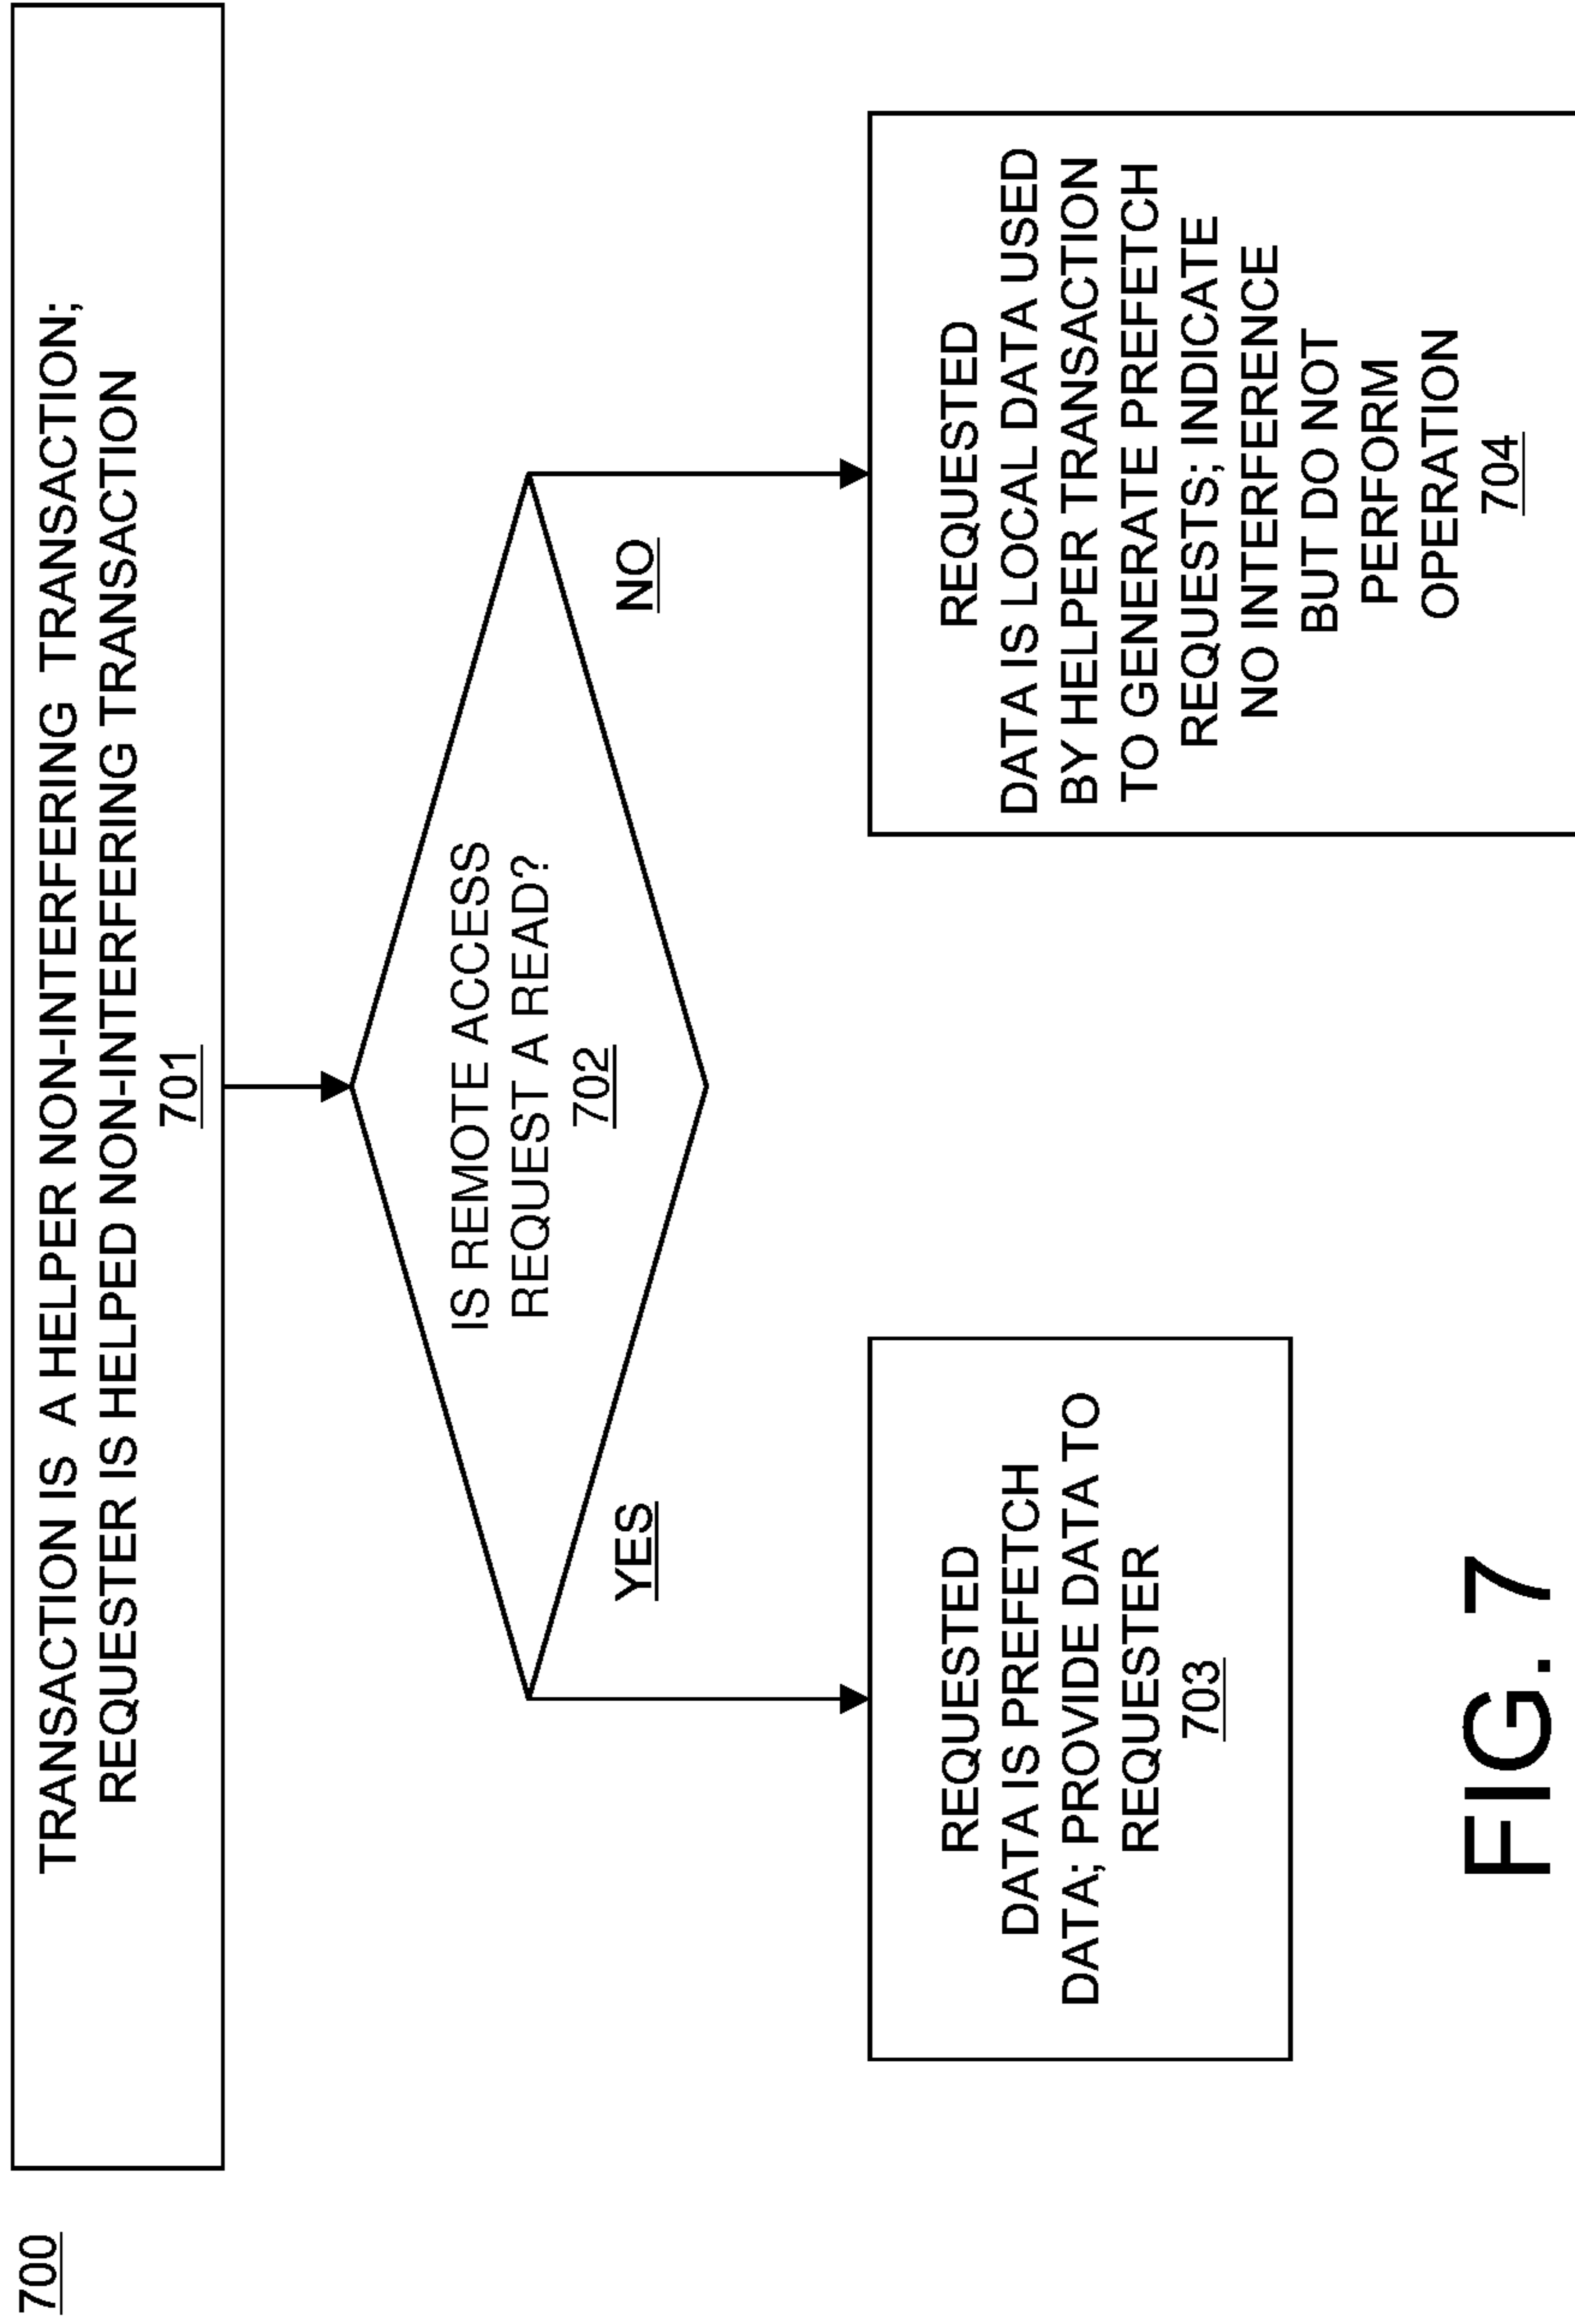 700
TRANSACTION IS A HELPER NON-INTERFERING TRANSACTION;
REQUESTER IS HELPED NON-INTERFERING TRANSACTION
701
IS REMOTE ACCESS
REQUEST A READ?
702
YES
NO
REQUESTED
DATA IS PREFETCH
DATA; PROVIDE DATA TO
REQUESTER
703
REQUESTED
DATA IS LOCAL DATA USED
BY HELPER TRANSACTION
TO GENERATE PREFETCH
REQUESTS; INDICATE
NO INTERFERENCE
BUT DO NOT
PERFORM
OPERATION
704
FIG. 7